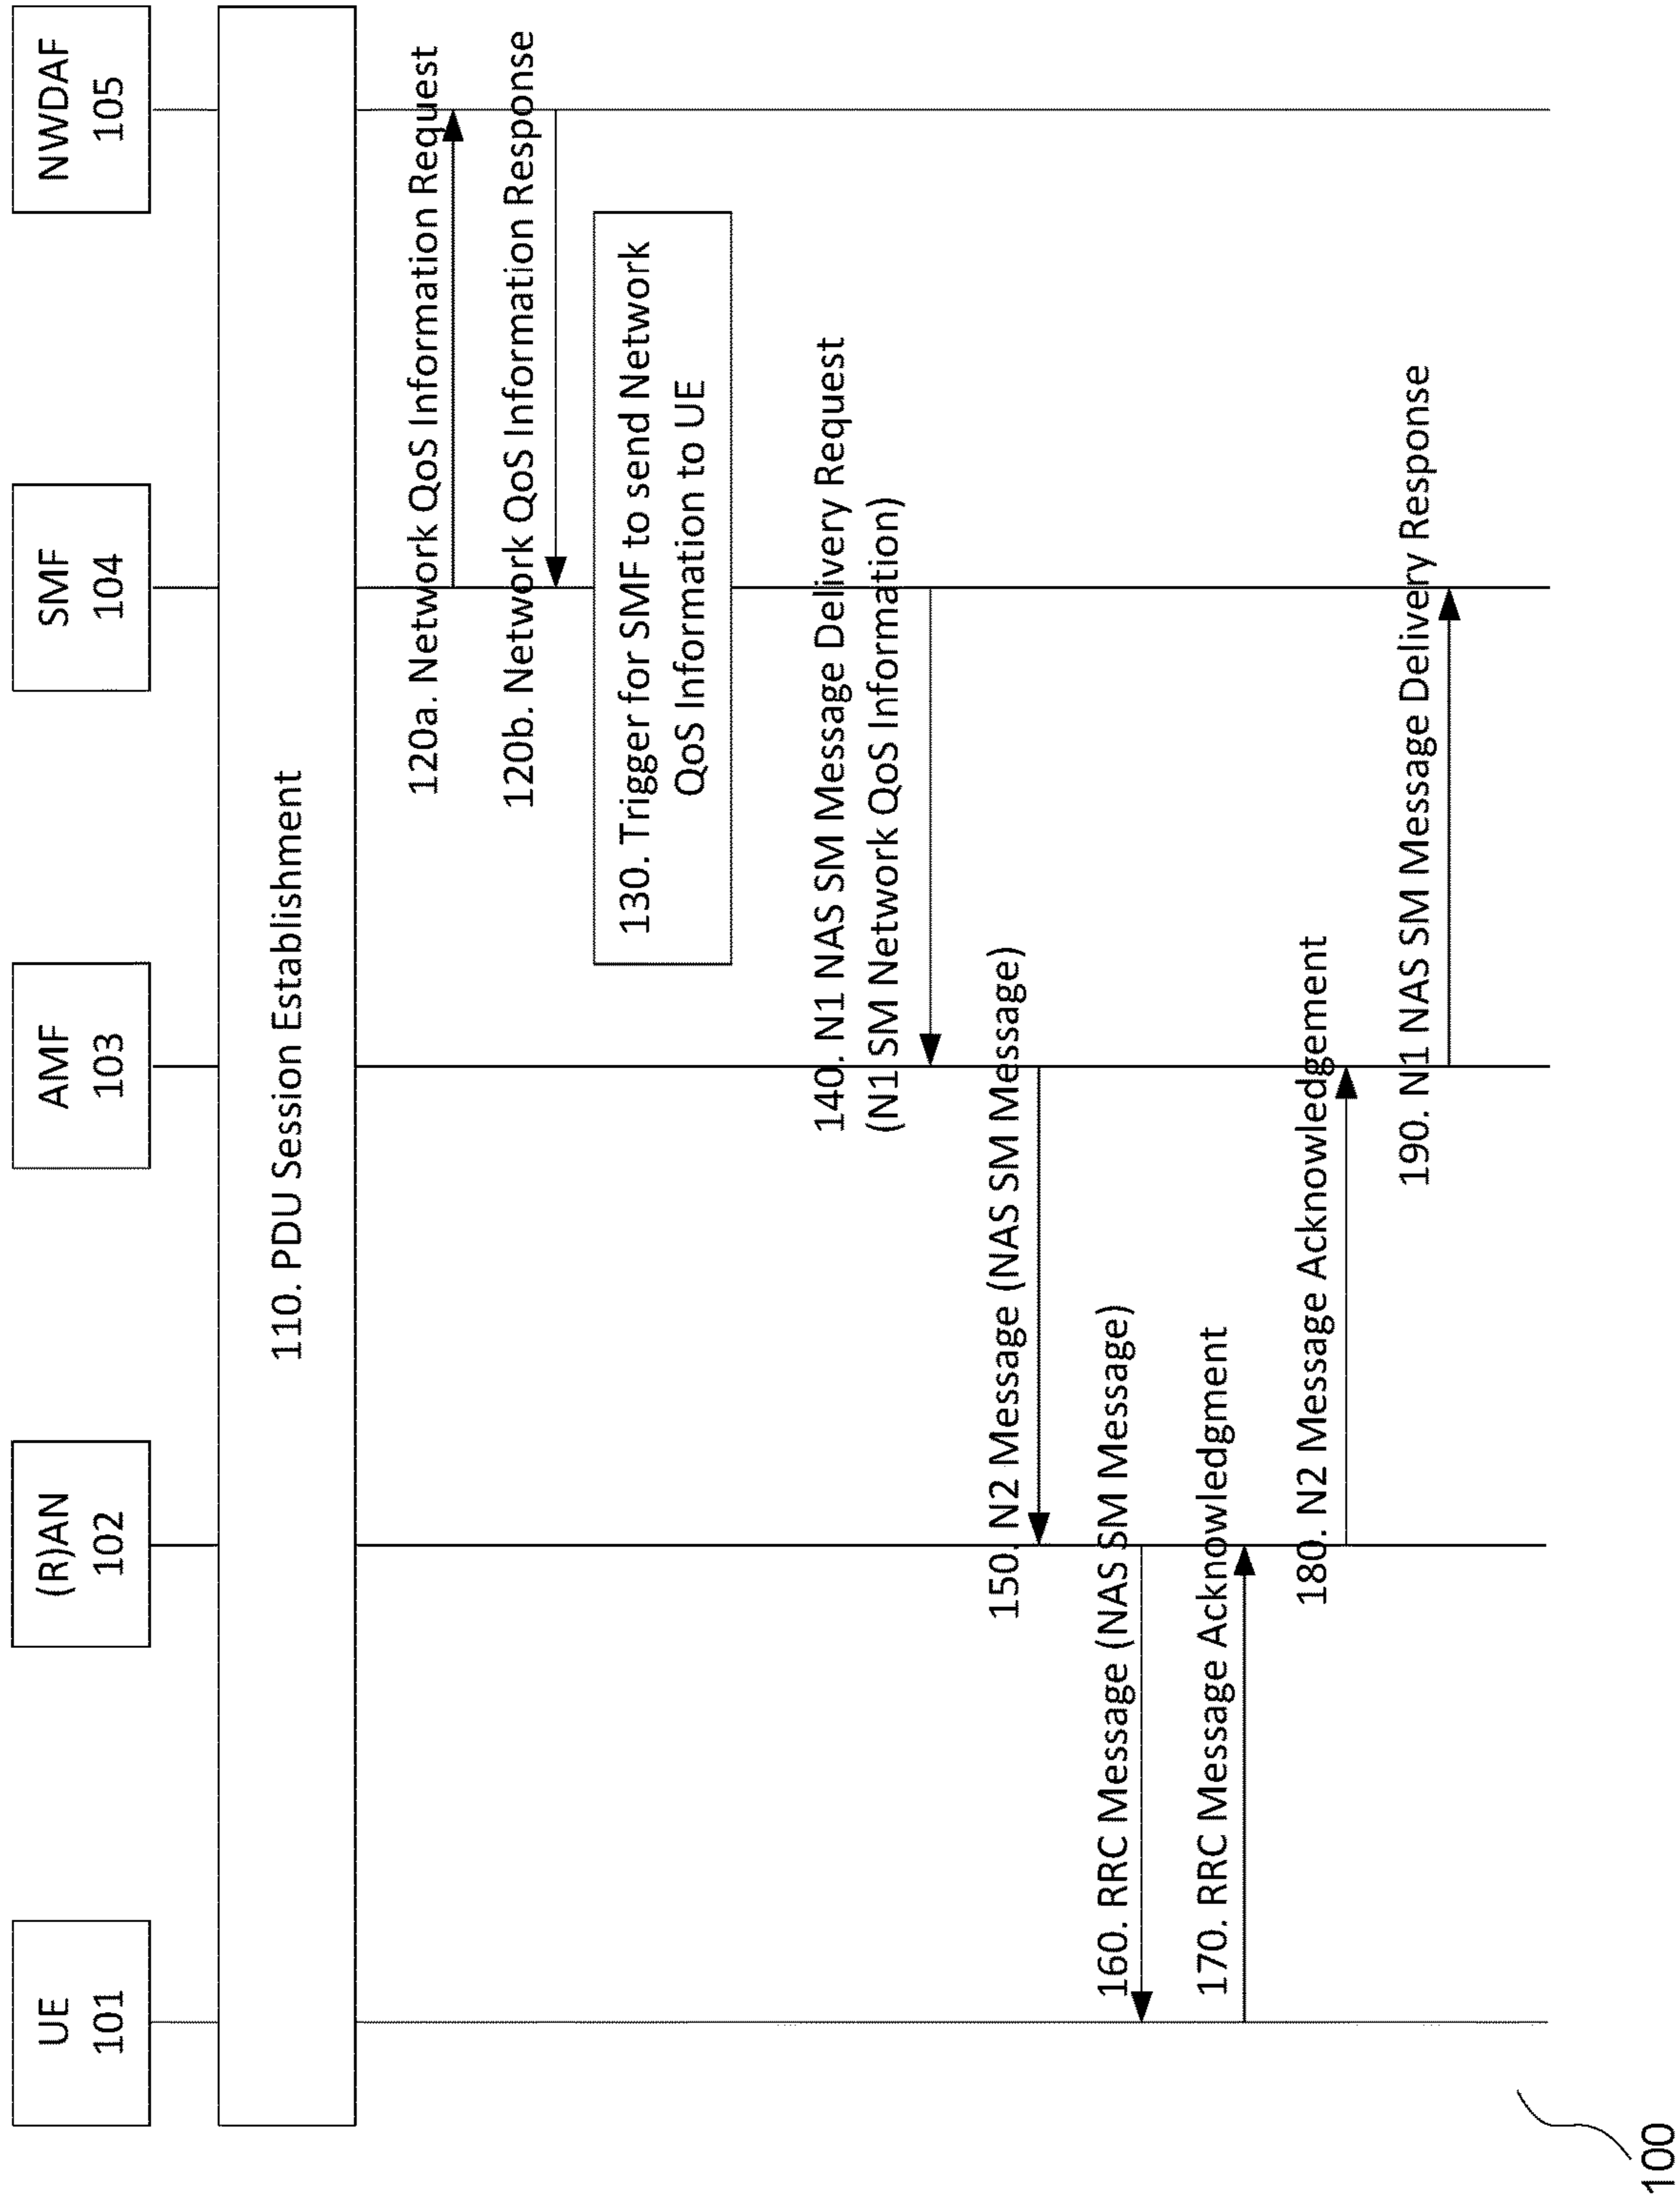 UE
101
(R)AN
102
AMF
103
SMF
104
NWDAF
105
110. PDU Session Establishment
120a. Network QoS Information Request
120b. Network QoS Information Response
130. Trigger for SMF to send Network
QoS Information to UE
140. N1 NAS SM Message Delivery Request
(N1 SM Network QoS Information)
150. N2 Message (NAS SM Message)
160. RRC Message (NAS SM Message)
170. RRC Message Acknowledgment
180. N2 Message Acknowledgement
190. N1 NAS SM Message Delivery Response
100